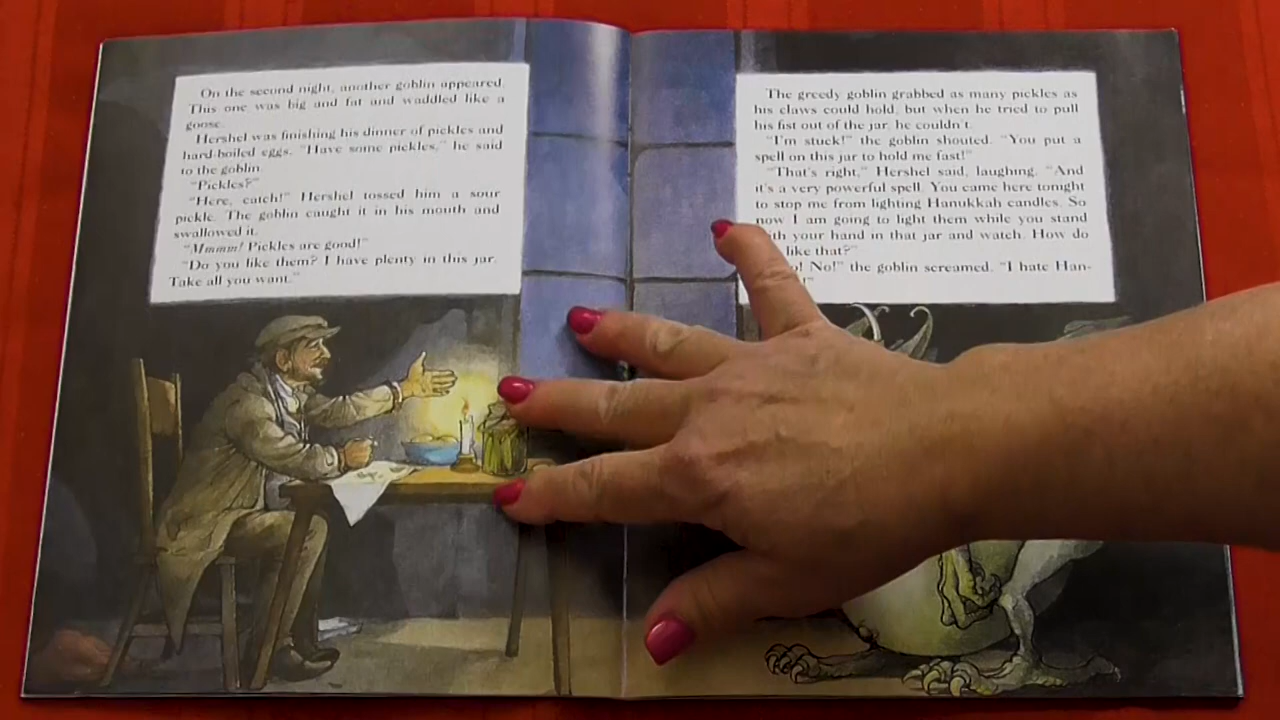 On the second night, another goblin appeared.
This one was big and fat and waddled like a
goose.
Hershel was finishing his dinner of pickles and
hard-boiled eggs. "Have some pickles," he said
to the goblin.
"Pickles?"
"Here, catch!" Hershel tossed him a sour
pickle. The goblin caught it in his mouth and
swallowed it.
"Mmmm! Pickles are good!"
"Do you like them? I have plenty in this jar.
Take all you want."
The greedy goblin grabbed as many pickles as
his claws could hold, but when he tried to pull
his fist out of the jar, he couldn't.
"I'm stuck!" the goblin shouted. "You put a
spell on this jar to hold me fast!"
"That's right," Hershel said, laughing. "And
it's a very powerful spell. You came here tonight
to stop me from lighting Hanukkah candles. So
now I am going to light them while you stand
with your hand in that jar and watch. How do
like that?"
No!" the goblin screamed. "I hate Han-